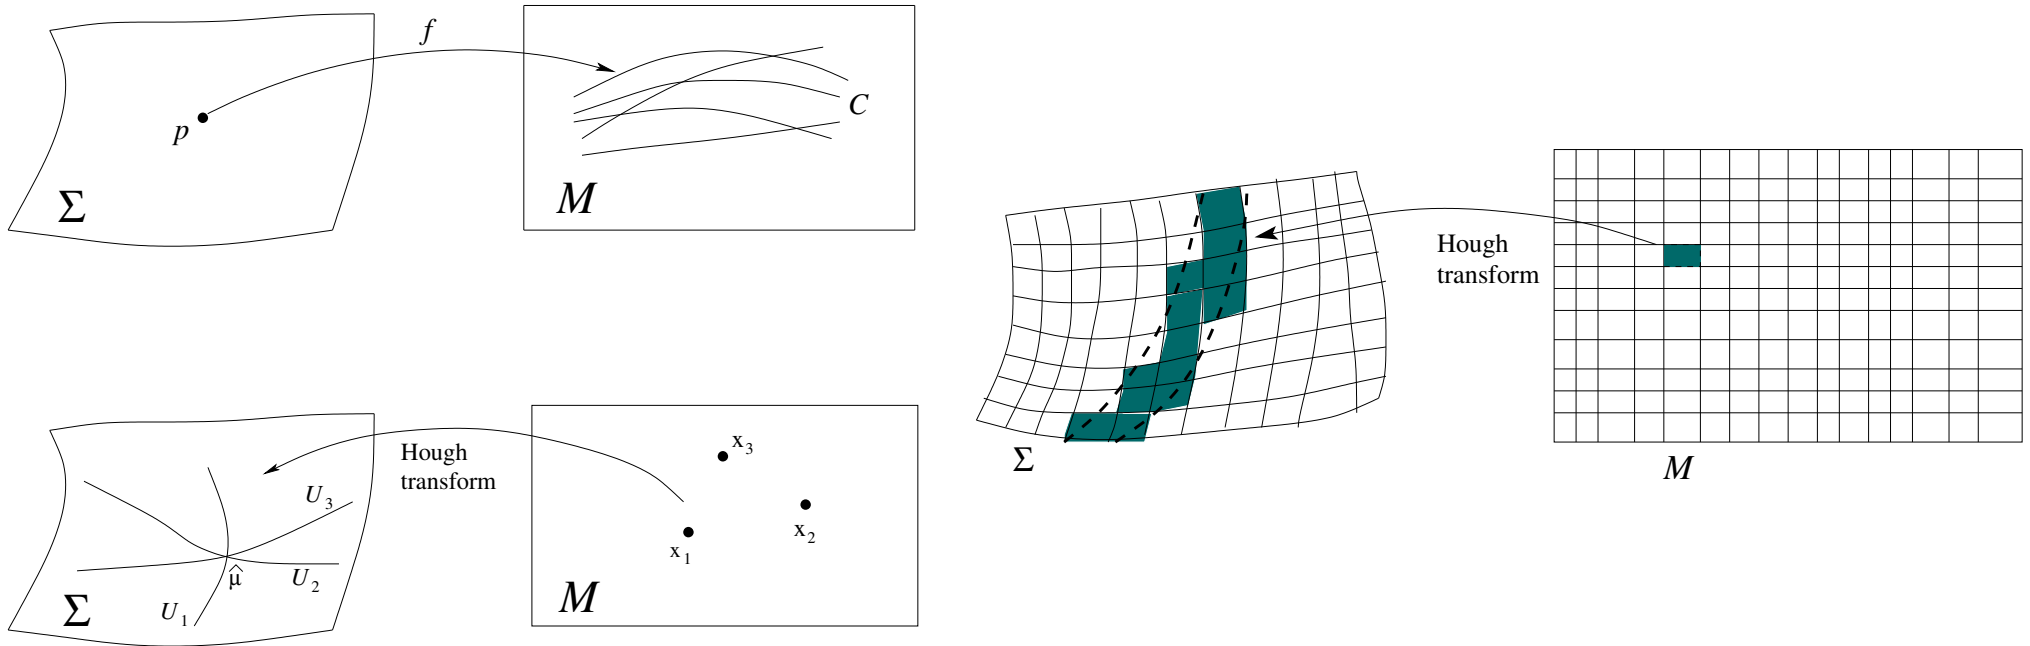 f
p
C
Σ
M
Hough
transform
U3
μ̂
U2
U1
Σ
x3
x2
x1
M
Hough
transform
Σ
M